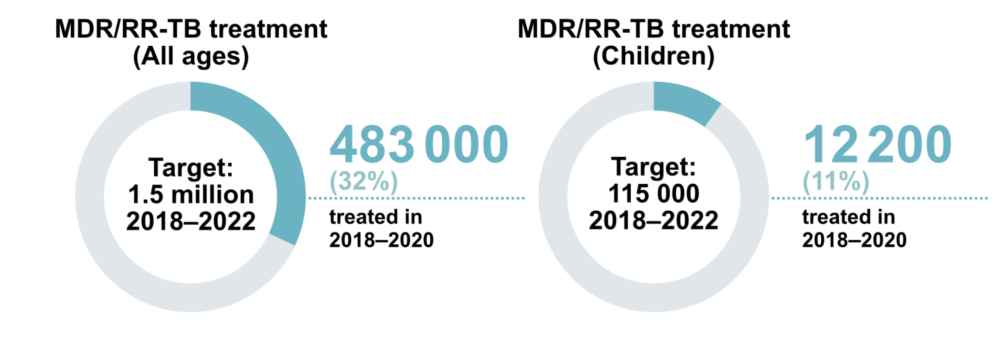 MDR/RR-TB treatment
(All ages)
Target:
1.5 million
2018–2022
483 000
(32%)
treated in
2018–2020
MDR/RR-TB treatment
(Children)
Target:
115 000
2018–2022
12 200
(11%)
treated in
2018–2020